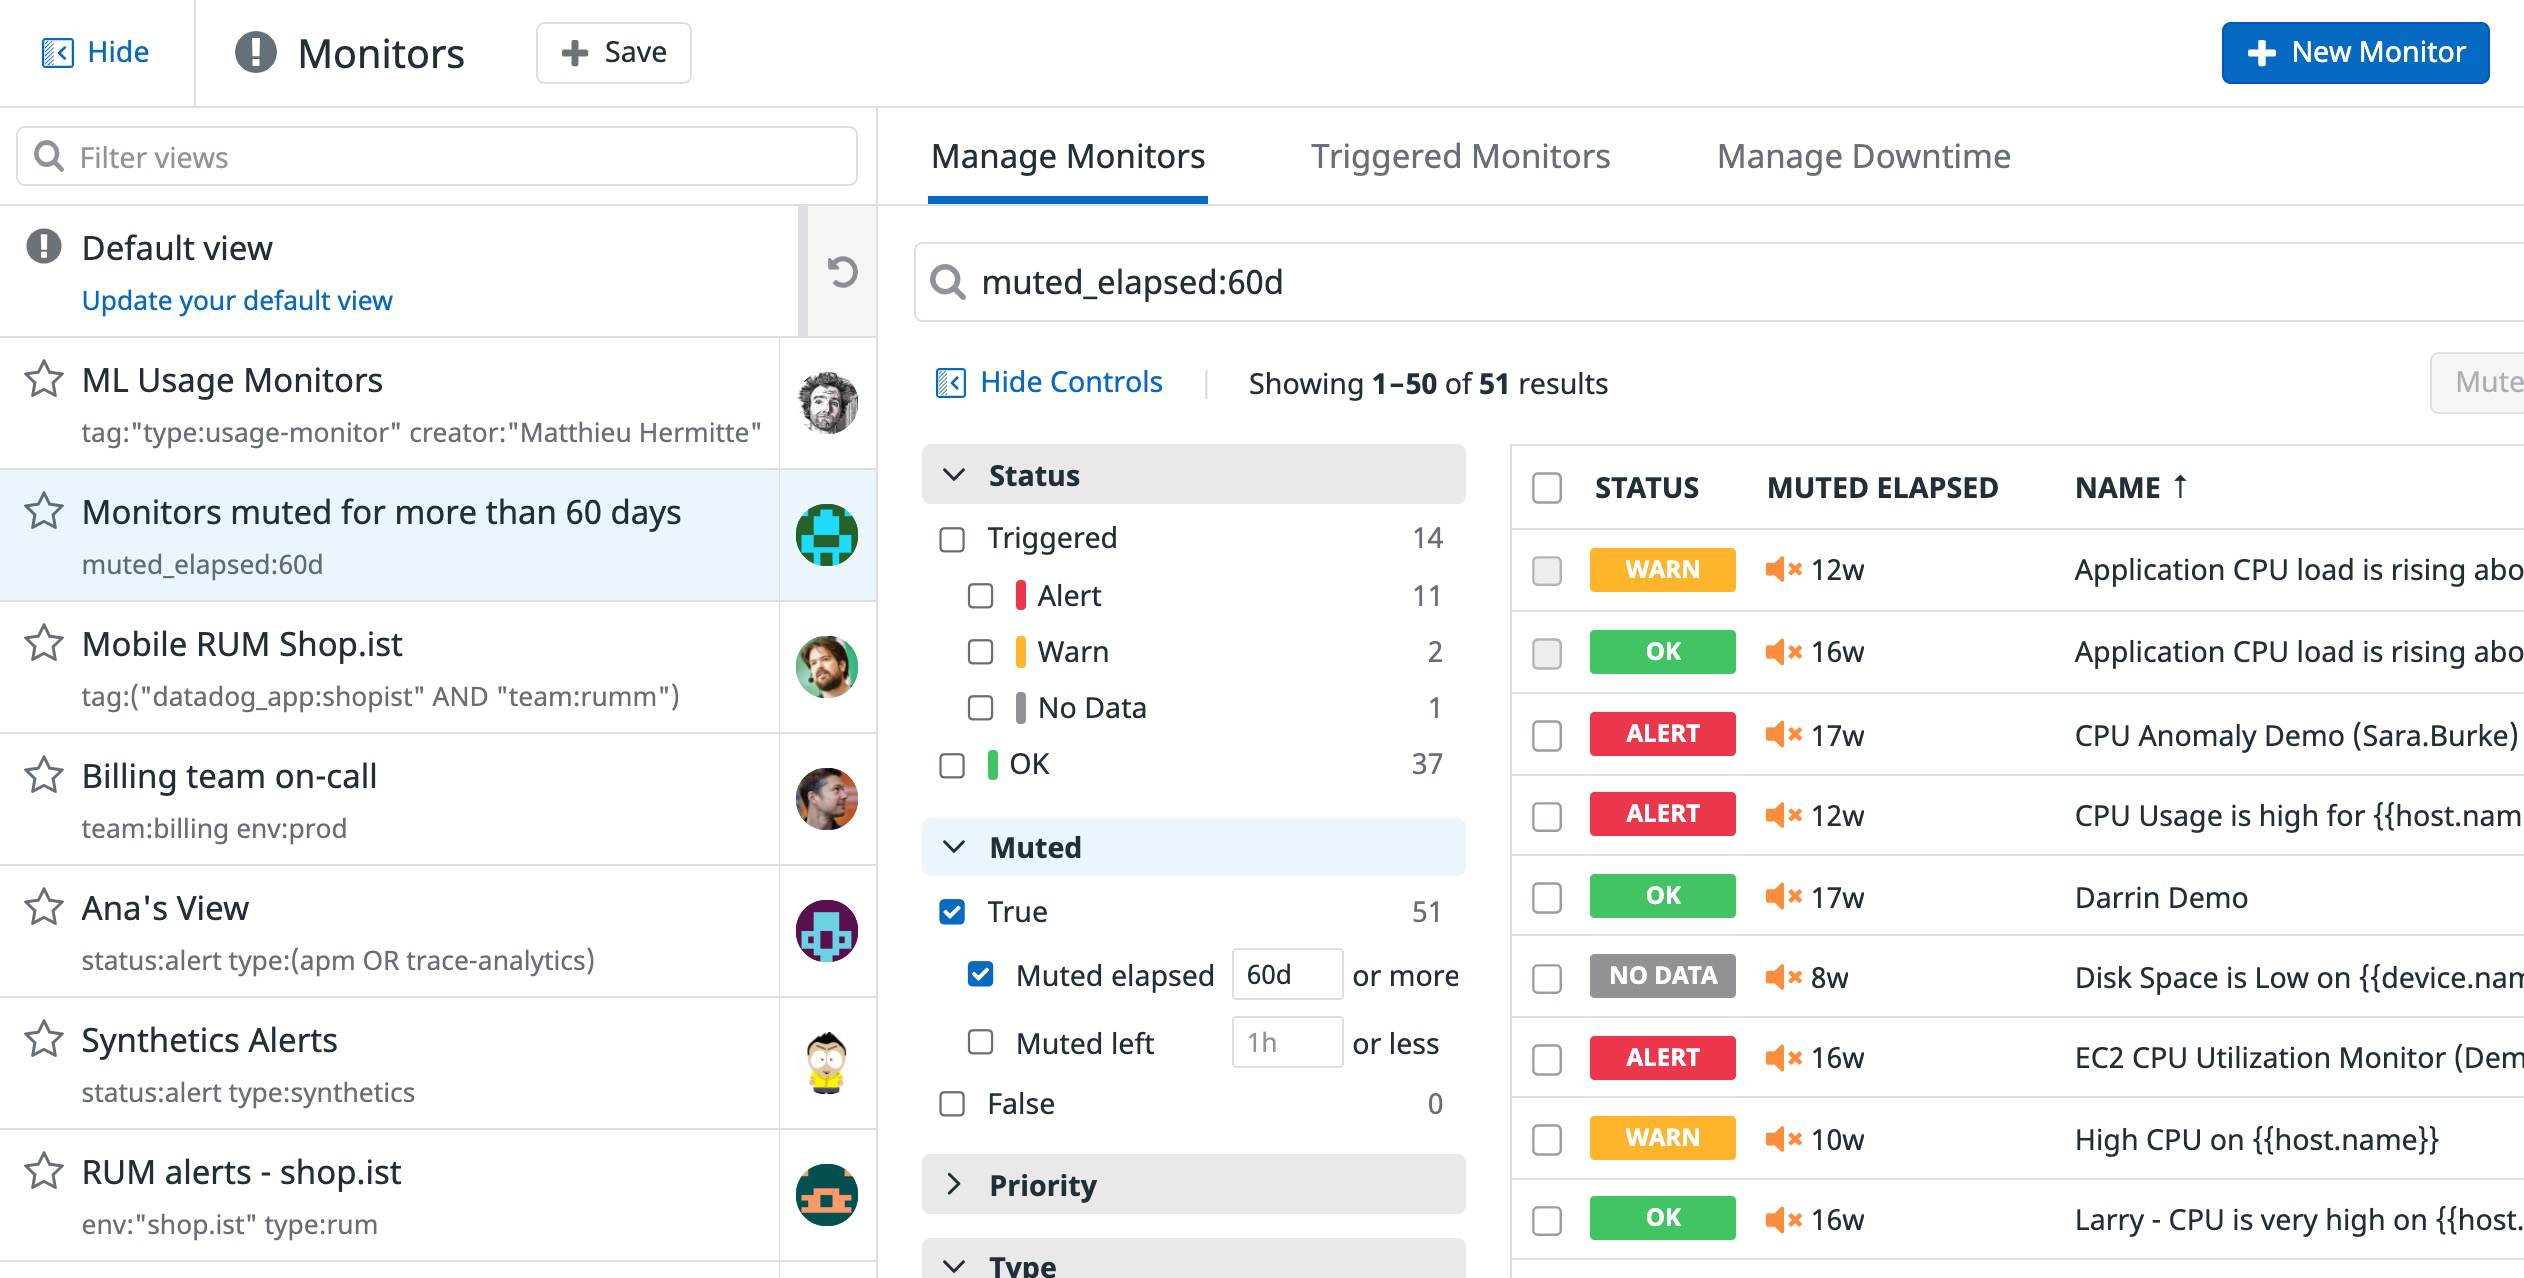 Hide
Monitors
Save
New Monitor
Filter views
Default view
Update your default view
ML Usage Monitors
tag:"type:usage-monitor" creator:"Matthieu Hermitte"
Monitors muted for more than 60 days
muted_elapsed:60d
Mobile RUM Shop.ist
tag:("datadog_app:shopist" AND "team:rumm")
Billing team on-call
team:billing env:prod
Ana's View
status:alert type:(apm OR trace-analytics)
Synthetics Alerts
status:alert type:synthetics
RUM alerts - shop.ist
env:"shop.ist" type:rum
Manage Monitors Triggered Monitors Manage Downtime
muted_elapsed:60d
Hide Controls Showing 1–50 of 51 results Mute
Status
Triggered 14
Alert 11
Warn 2
No Data 1
OK 37
Muted
True 51
Muted elapsed 60d or more
Muted left 1h or less
False 0
Priority
Type
STATUS MUTED ELAPSED NAME ↑
WARN 12w Application CPU load is rising abo
OK 16w Application CPU load is rising abo
ALERT 17w CPU Anomaly Demo (Sara.Burke)
ALERT 12w CPU Usage is high for {{host.nam
OK 17w Darrin Demo
NO DATA 8w Disk Space is Low on {{device.nam
ALERT 16w EC2 CPU Utilization Monitor (Dem
WARN 10w High CPU on {{host.name}}
OK 16w Larry - CPU is very high on {{host.